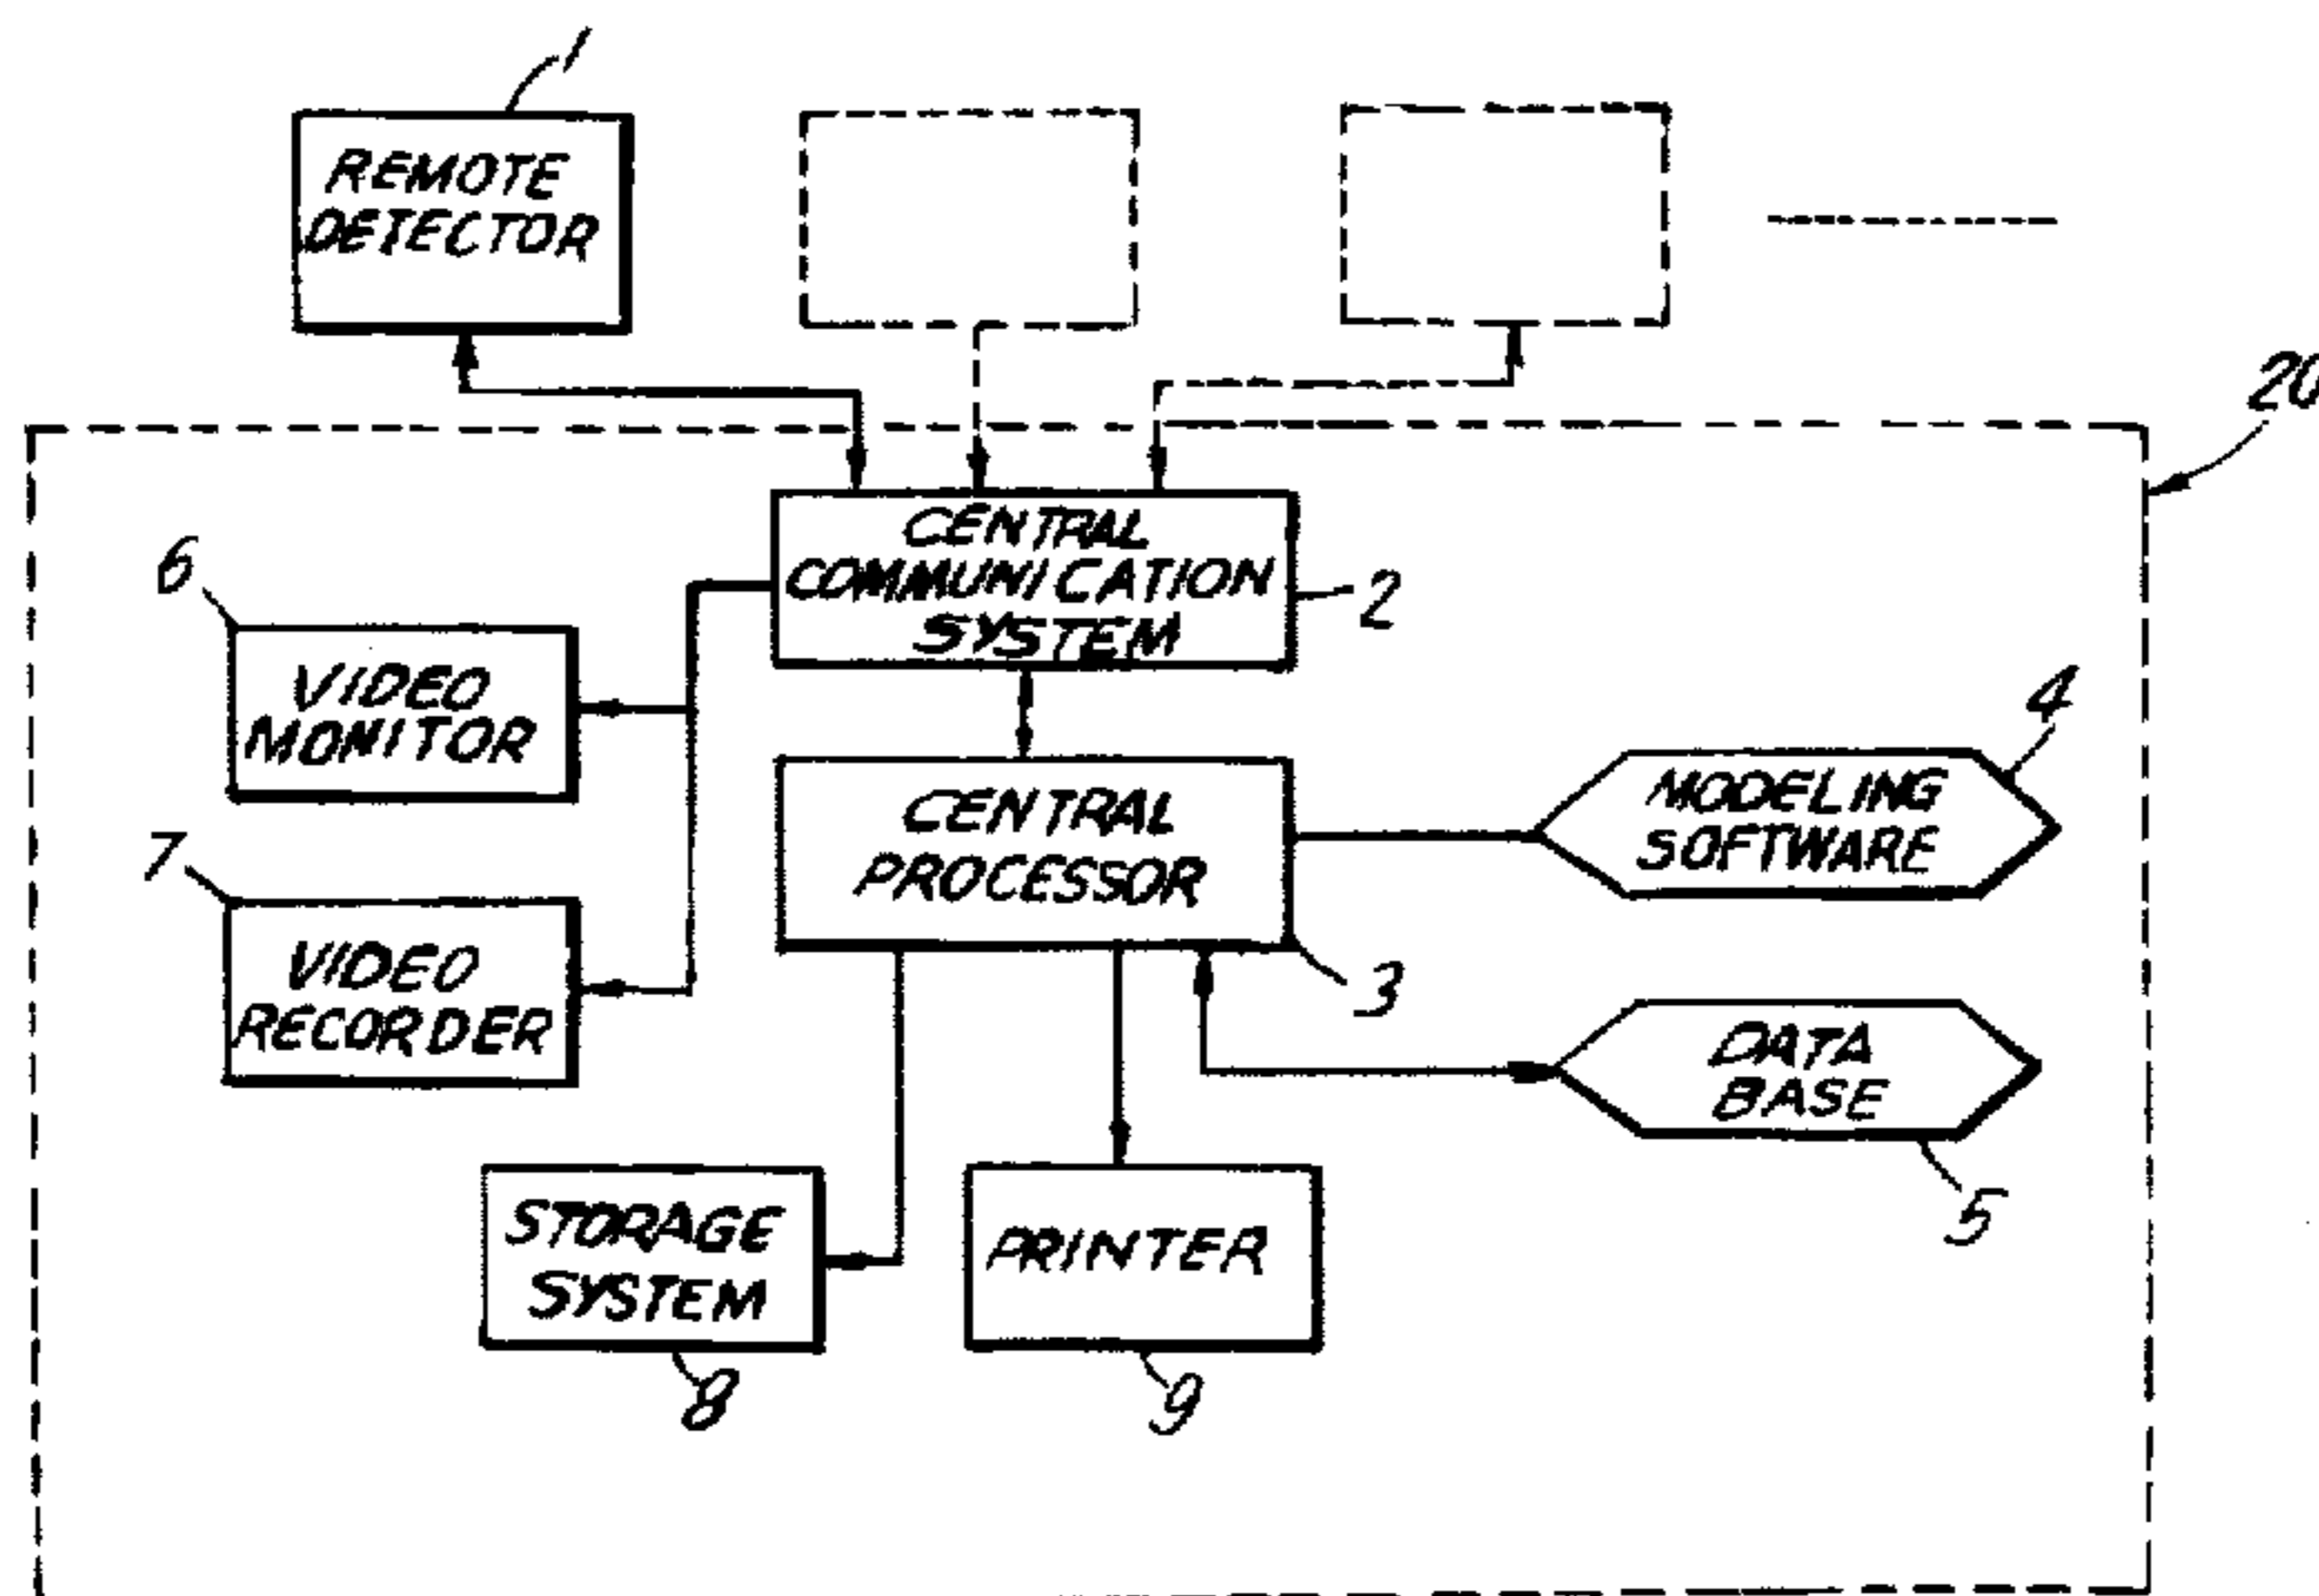 1
REMOTE
DETECTOR
20
CENTRAL
COMMUNICATION
SYSTEM
2
6
VIDEO
MONITOR
4
MODELING
SOFTWARE
CENTRAL
PROCESSOR
3
7
VIDEO
RECORDER
DATA
BASE
5
STORAGE
SYSTEM
8
PRINTER
9